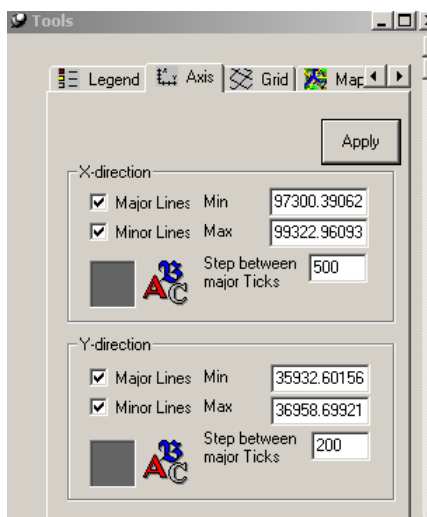 Tools
Legend Axis Grid Map
Apply
X-direction
Major Lines Min 97300.39062
Minor Lines Max 99322.96093
Step between 500
major Ticks
A B C
Y-direction
Major Lines Min 35932.60156
Minor Lines Max 36958.69921
Step between 200
major Ticks
A B C